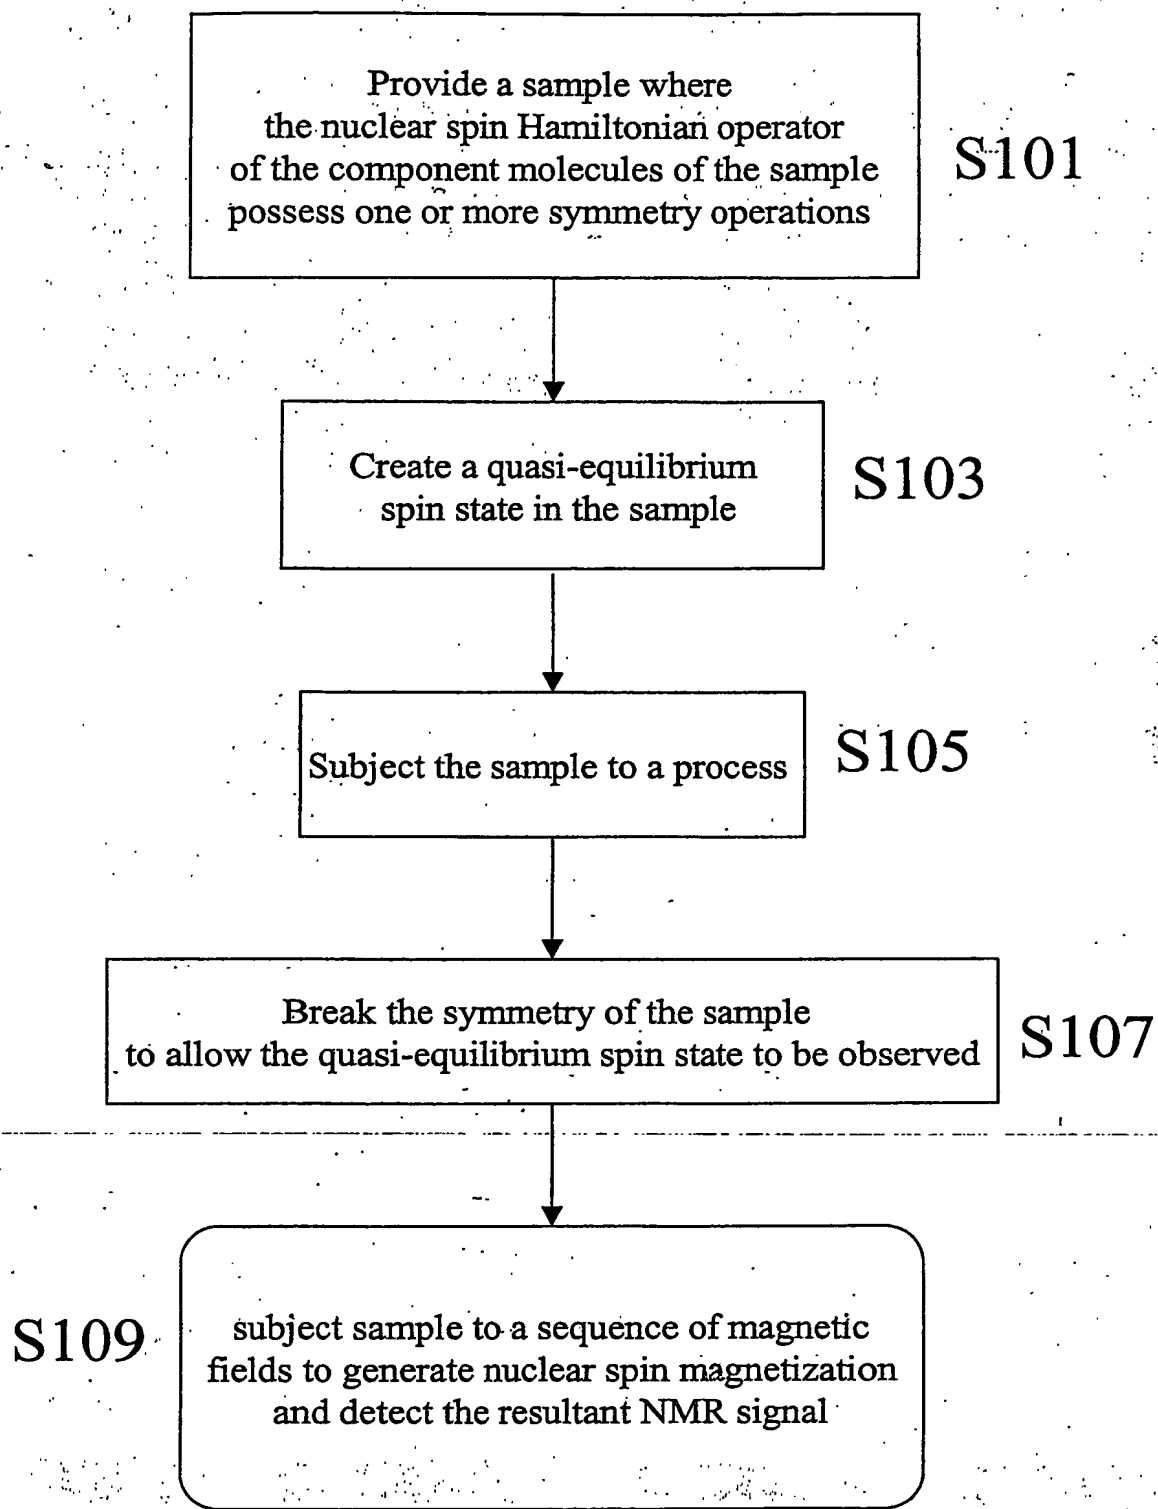 Provide a sample where
the nuclear spin Hamiltonian operator
of the component molecules of the sample
possess one or more symmetry operations
S101
Create a quasi-equilibrium
spin state in the sample
S103
Subject the sample to a process
S105
Break the symmetry of the sample
to allow the quasi-equilibrium spin state to be observed
S107
S109
subject sample to a sequence of magnetic
fields to generate nuclear spin magnetization
and detect the resultant NMR signal